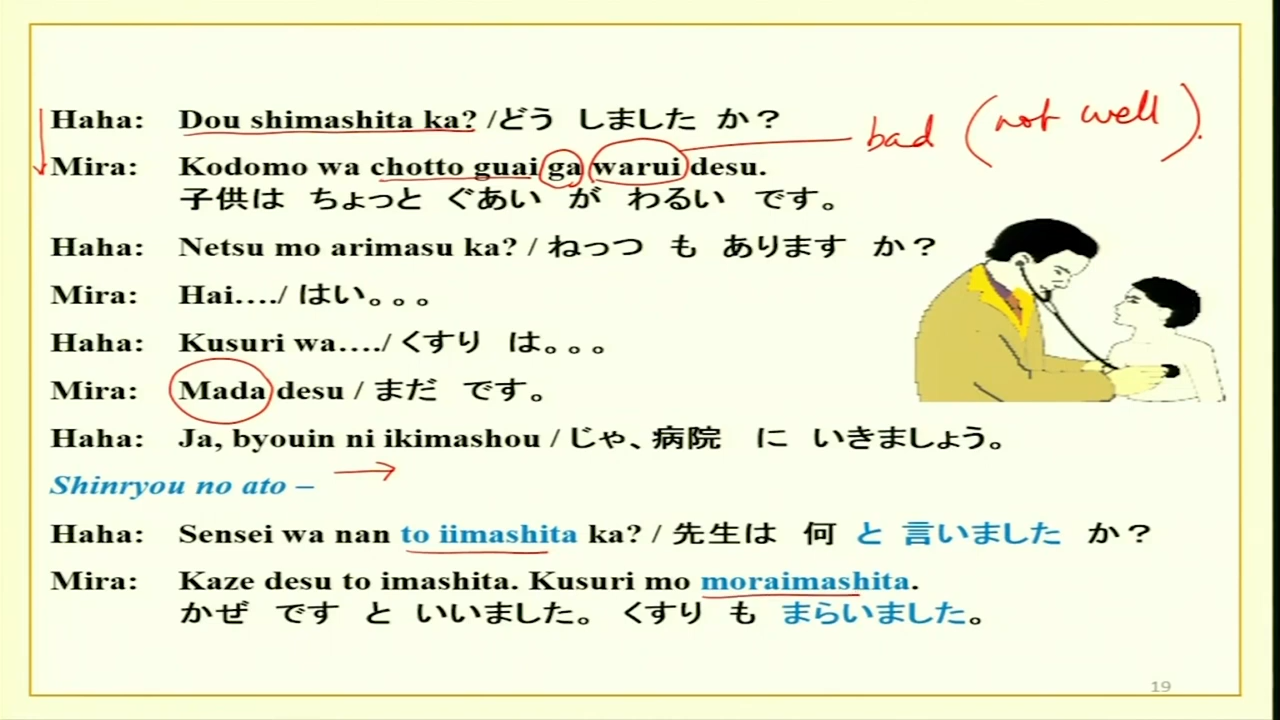 Haha: Dou shimashita ka? /どう しました か？
bad (not well).
Mira: Kodomo wa chotto guai ga warui desu.
子供は ちょっと ぐあい が わるい です。
Haha: Netsu mo arimasu ka? / ねっつ も あります か？
Mira: Hai…./ はい。。。
Haha: Kusuri wa…./ くすり は。。。
Mira: Mada desu / まだ です。
Haha: Ja, byouin ni ikimashou / じゃ、病院 に いきましょう。
Shinryou no ato –
Haha: Sensei wa nan to iimashita ka? / 先生は 何 と 言いました か？
Mira: Kaze desu to imashita. Kusuri mo moraimashita.
かぜ です と いいました。 くすり も まらいました。
19